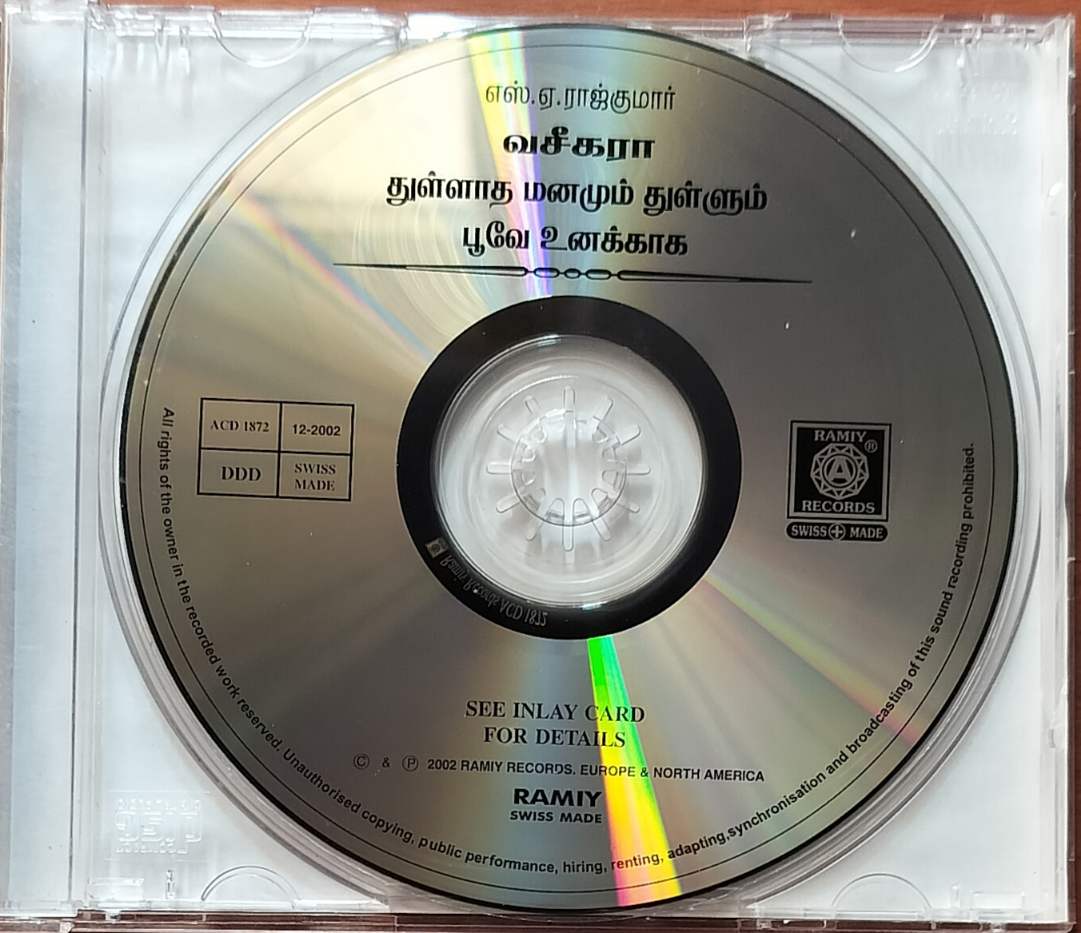 எஸ்.ஏ.ராஜ்குமார்
வசீகரா
துள்ளாத மனமும் துள்ளும்
பூவே உனக்காக
ACD 1872
12-2002
DDD
SWISS
MADE
RAMIY®
A
RECORDS
SWISS MADE
SEE INLAY CARD
FOR DETAILS
© & ℗ 2002 RAMIY RECORDS. EUROPE & NORTH AMERICA
RAMIY
SWISS MADE
All rights of the owner in the recorded work reserved. Unauthorised copying, public performance, hiring, renting, adapting,synchronisation and broadcasting of this sound recording prohibited.